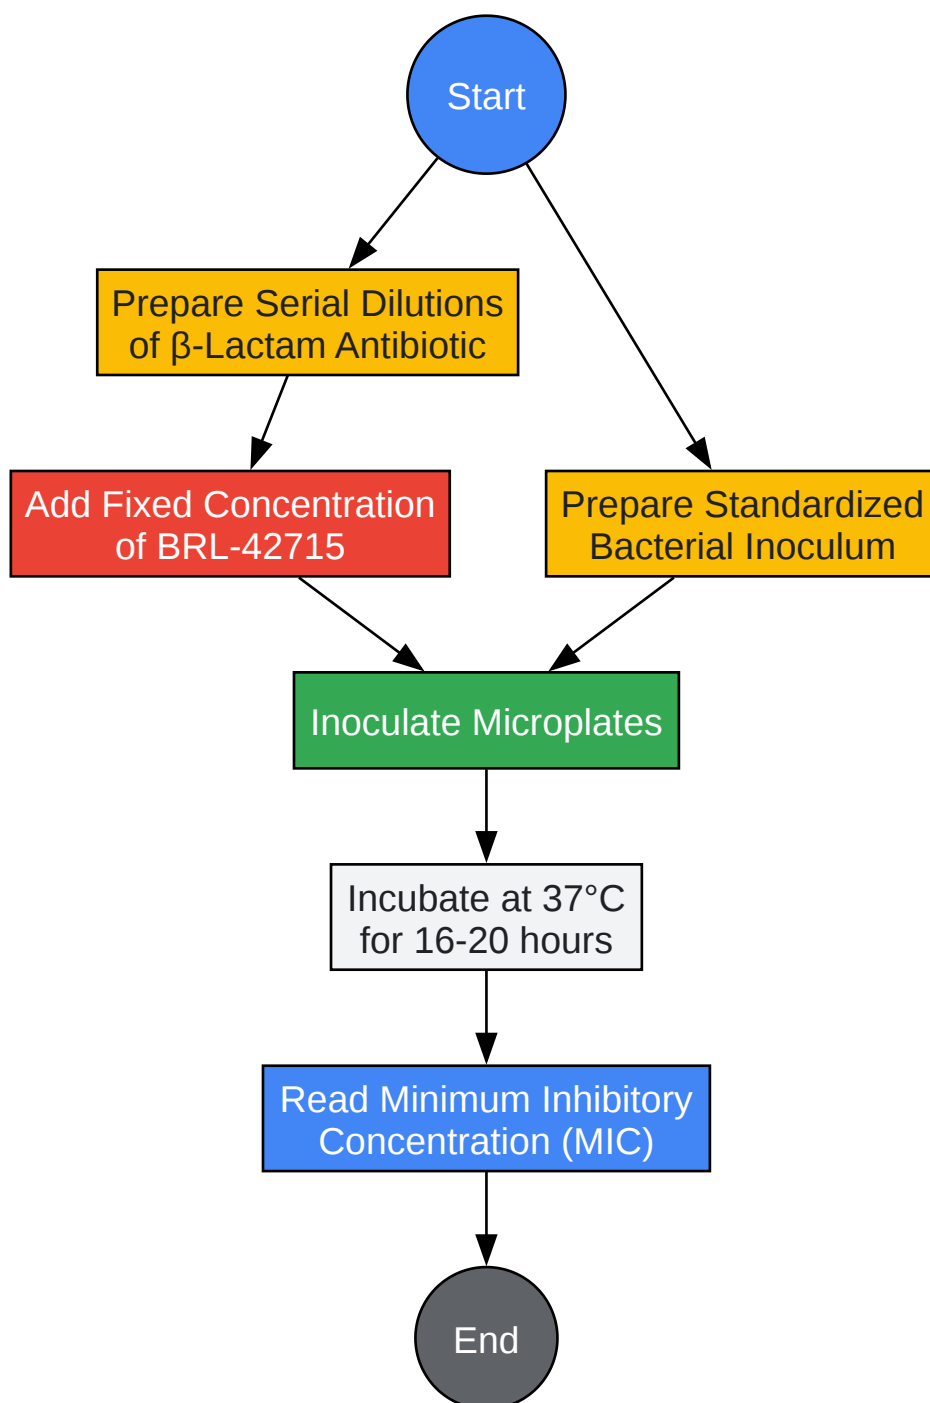 Start
Prepare Serial Dilutions
of β-Lactam Antibiotic
Add Fixed Concentration
of BRL-42715
Prepare Standardized
Bacterial Inoculum
Inoculate Microplates
Incubate at 37°C
for 16-20 hours
Read Minimum Inhibitory
Concentration (MIC)
End